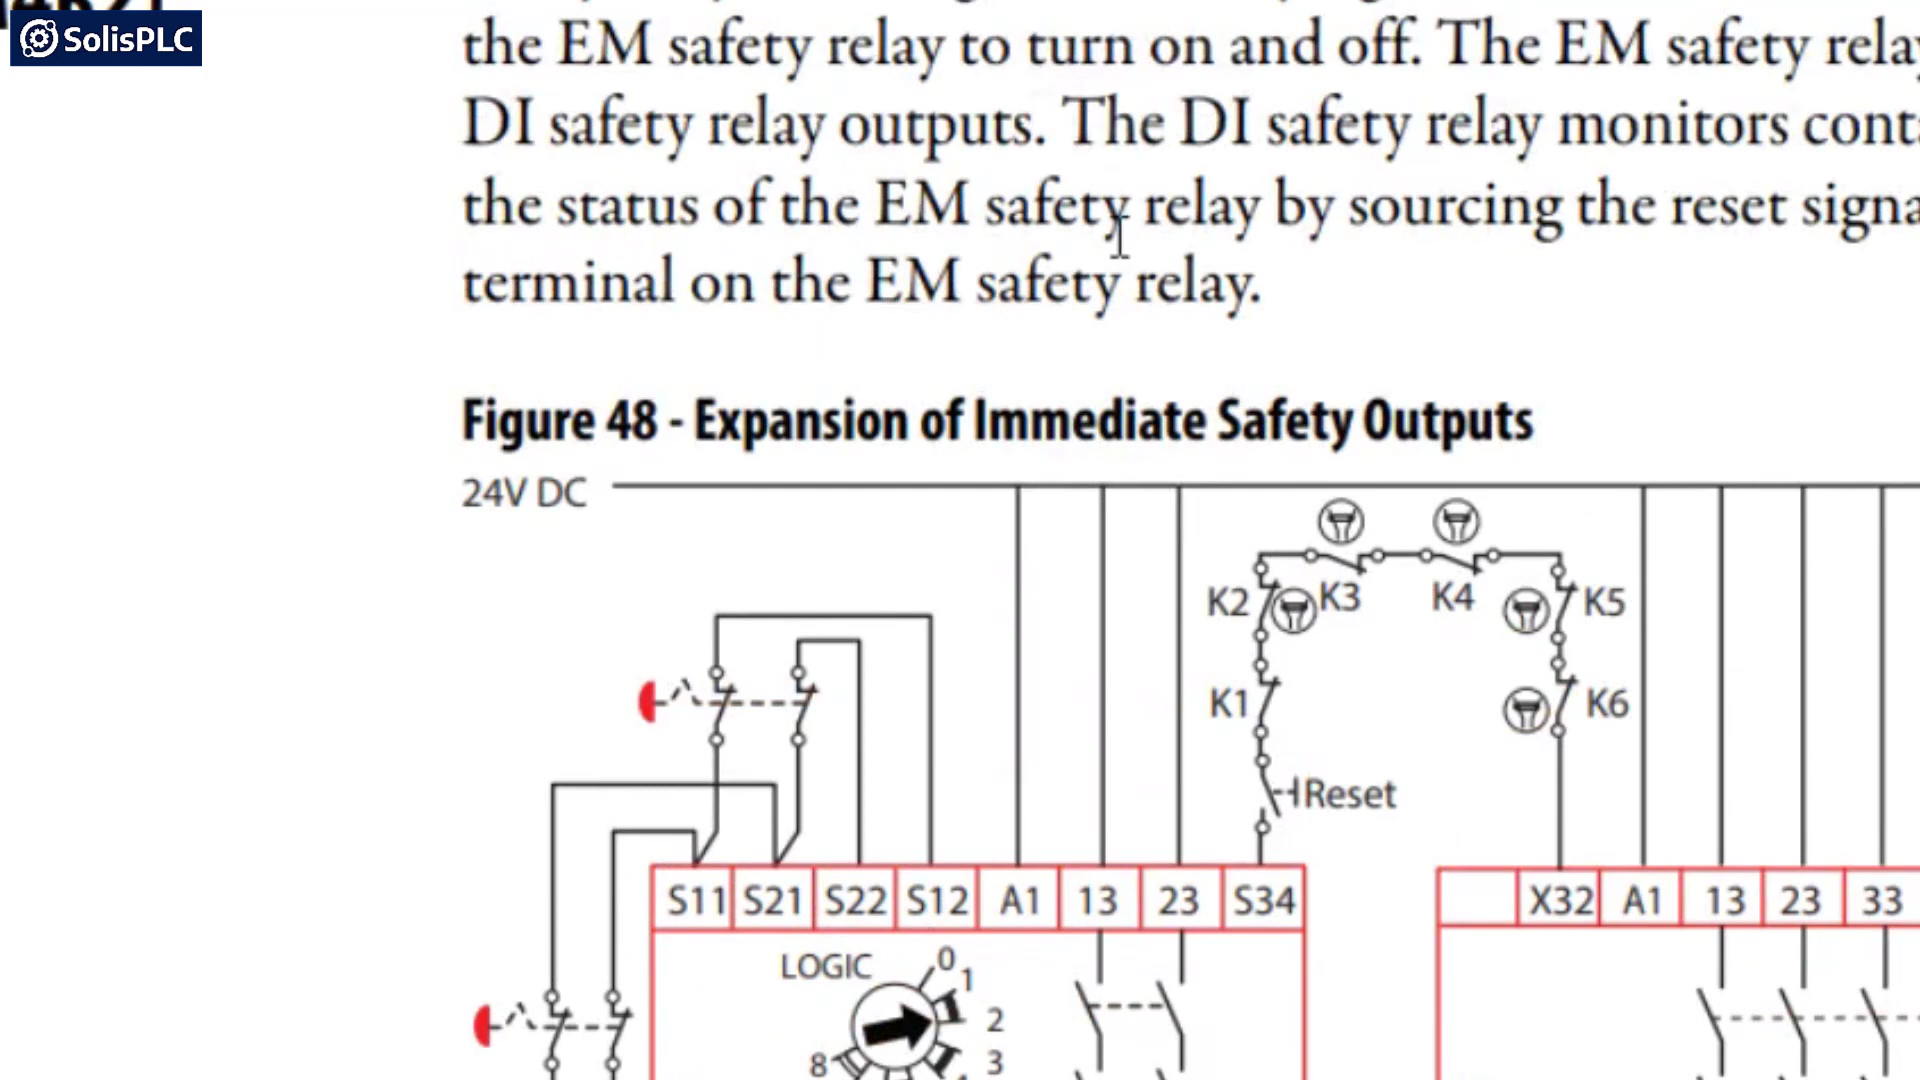 SolisPLC
the EM safety relay to turn on and off. The EM safety relay
DI safety relay outputs. The DI safety relay monitors
the status of the EM safety relay by sourcing the reset
terminal on the EM safety relay.
Figure 48 - Expansion of Immediate Safety Outputs
24V DC
K2 K3 K4 K5
K1 K6
Reset
S11 S21 S22 S12 A1 13 23 S34 X32 A1 13 23 33
LOGIC 0
1
2
8 3